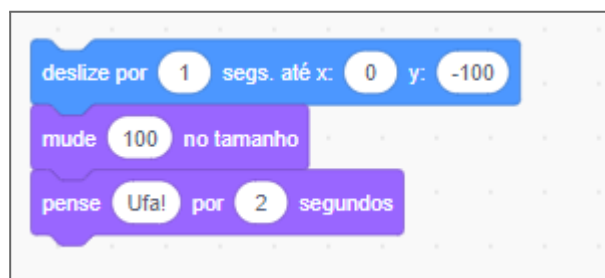 deslize por 1 segs. até x: 0 y: -100
mude 100 no tamanho
pense Ufa! por 2 segundos